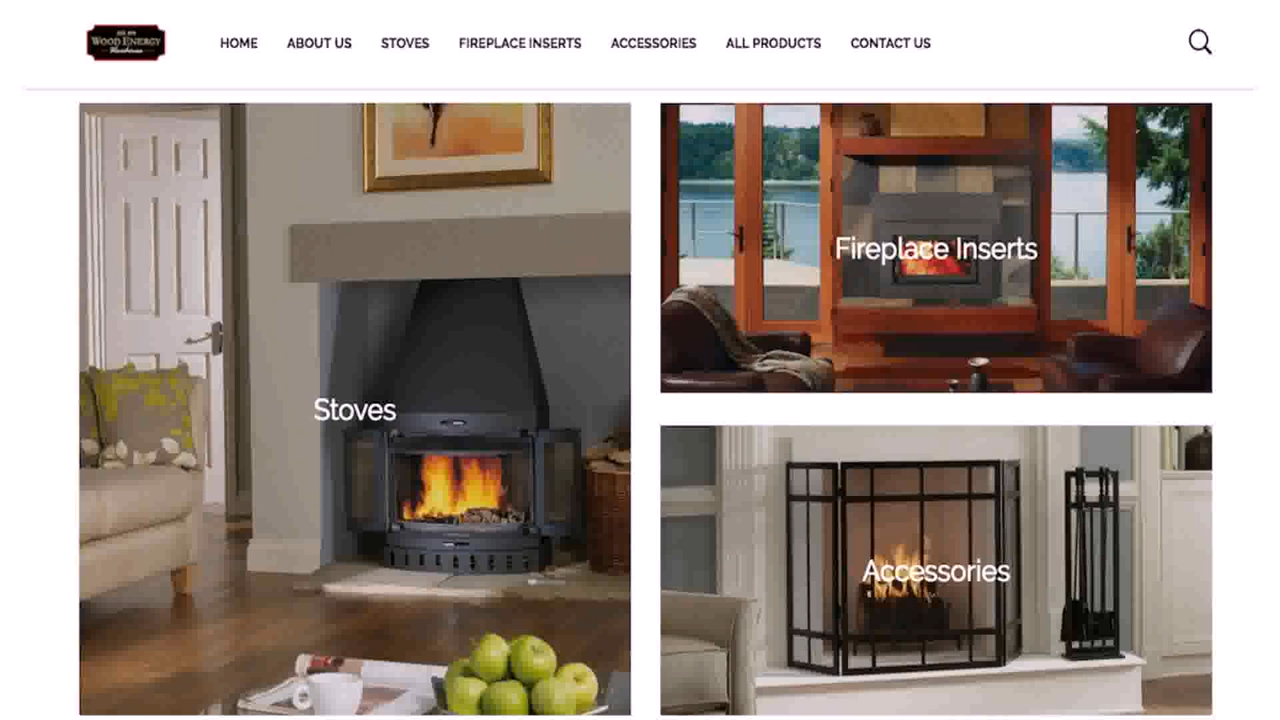 WOOD ENERGY
HOME
ABOUT US
STOVES
FIREPLACE INSERTS
ACCESSORIES
ALL PRODUCTS
CONTACT US
Stoves
Fireplace Inserts
Accessories